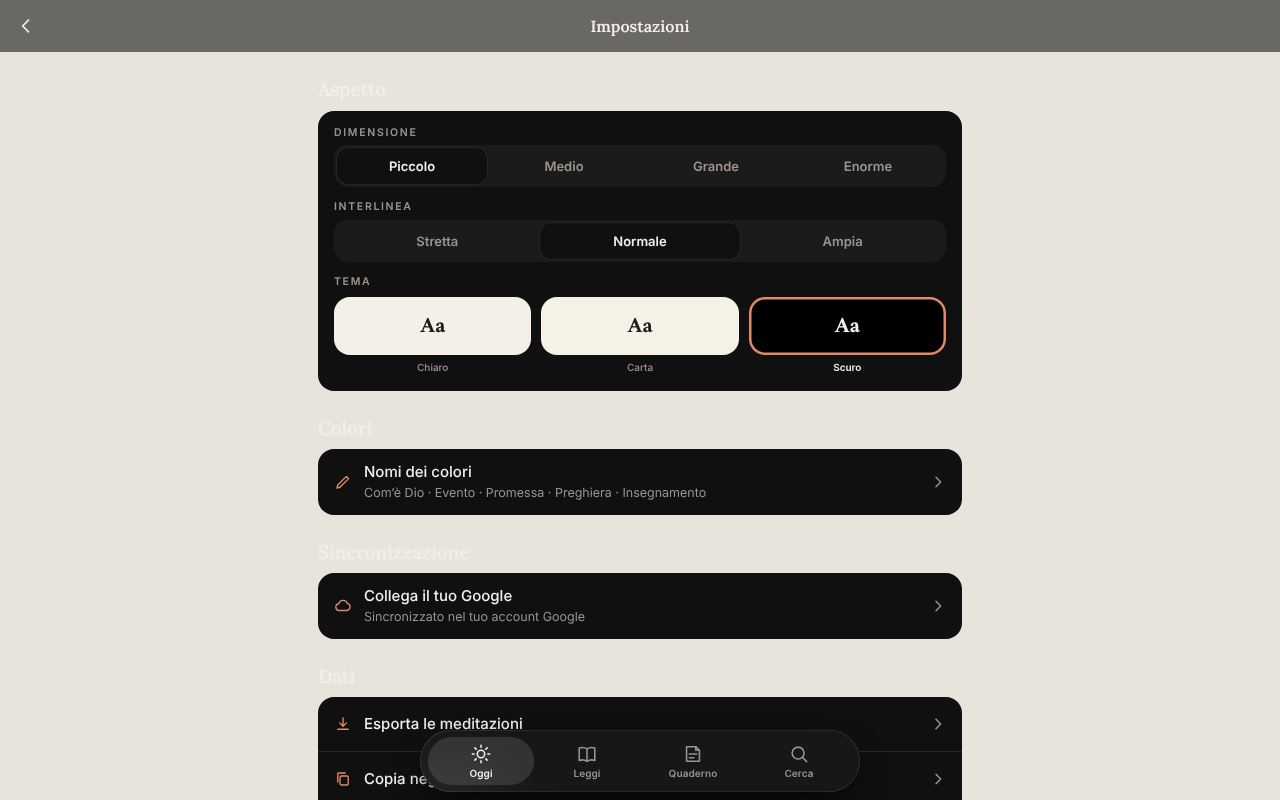 Impostazioni
Aspetto
DIMENSIONE
Piccolo Medio Grande Enorme
INTERLINEA
Stretta Normale Ampia
TEMA
Aa Aa Aa
Chiaro Carta Scuro
Colori
Nomi dei colori
Com'è Dio · Evento · Promessa · Preghiera · Insegnamento
Sincronizzazione
Collega il tuo Google
Sincronizzato nel tuo account Google
Dati
Esporta le meditazioni
Copia
Oggi Leggi Quaderno Cerca